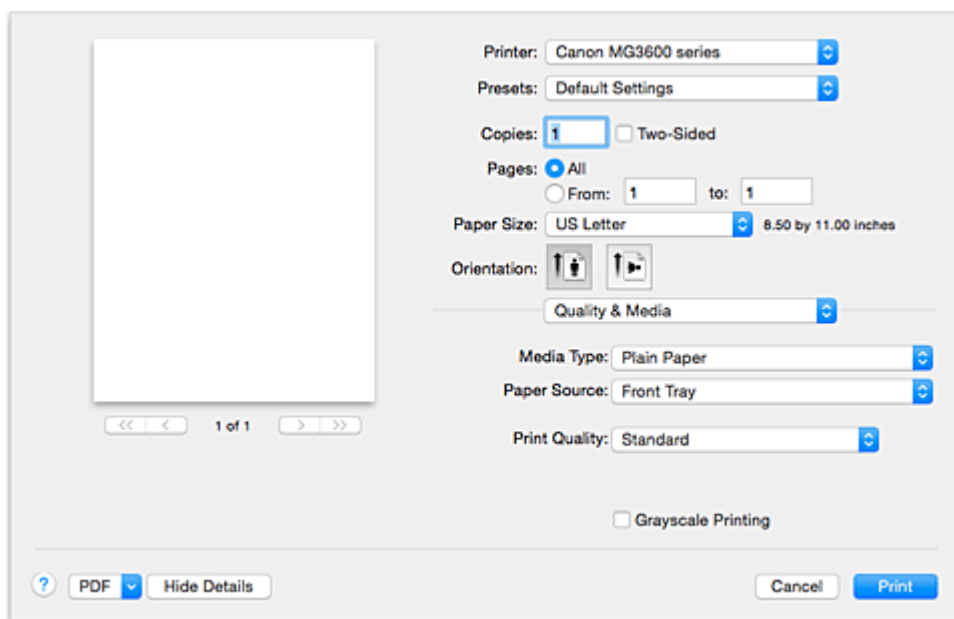 Printer: Canon MG3600 series
Presets: Default Settings
Copies: 1 Two-Sided
Pages: All
From: 1 to: 1
Paper Size: US Letter 8.50 by 11.00 inches
Orientation:
Quality & Media
Media Type: Plain Paper
Paper Source: Front Tray
<< < 1 of 1 > >>
Print Quality: Standard
Grayscale Printing
? PDF Hide Details Cancel Print